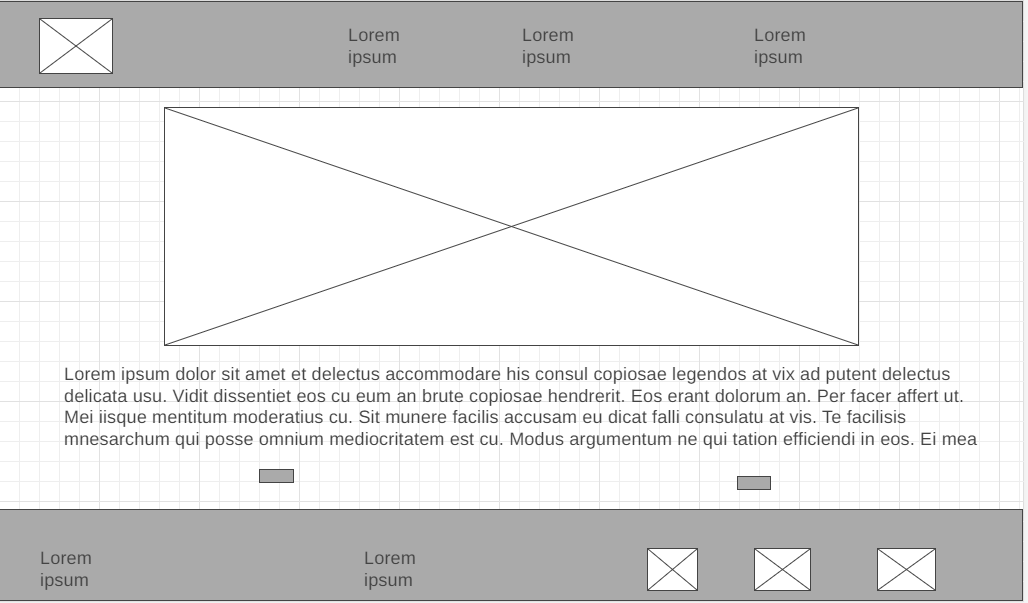 Lorem
ipsum
Lorem
ipsum
Lorem
ipsum
Lorem ipsum dolor sit amet et delectus accommodare his consul copiosae legendos at vix ad putent delectus
delicata usu. Vidit dissentiet eos cu eum an brute copiosae hendrerit. Eos erant dolorum an. Per facer affert ut.
Mei iisque mentitum moderatius cu. Sit munere facilis accusam eu dicat falli consulatu at vis. Te facilisis
mnesarchum qui posse omnium mediocritatem est cu. Modus argumentum ne qui tation efficiendi in eos. Ei mea
Lorem
ipsum
Lorem
ipsum